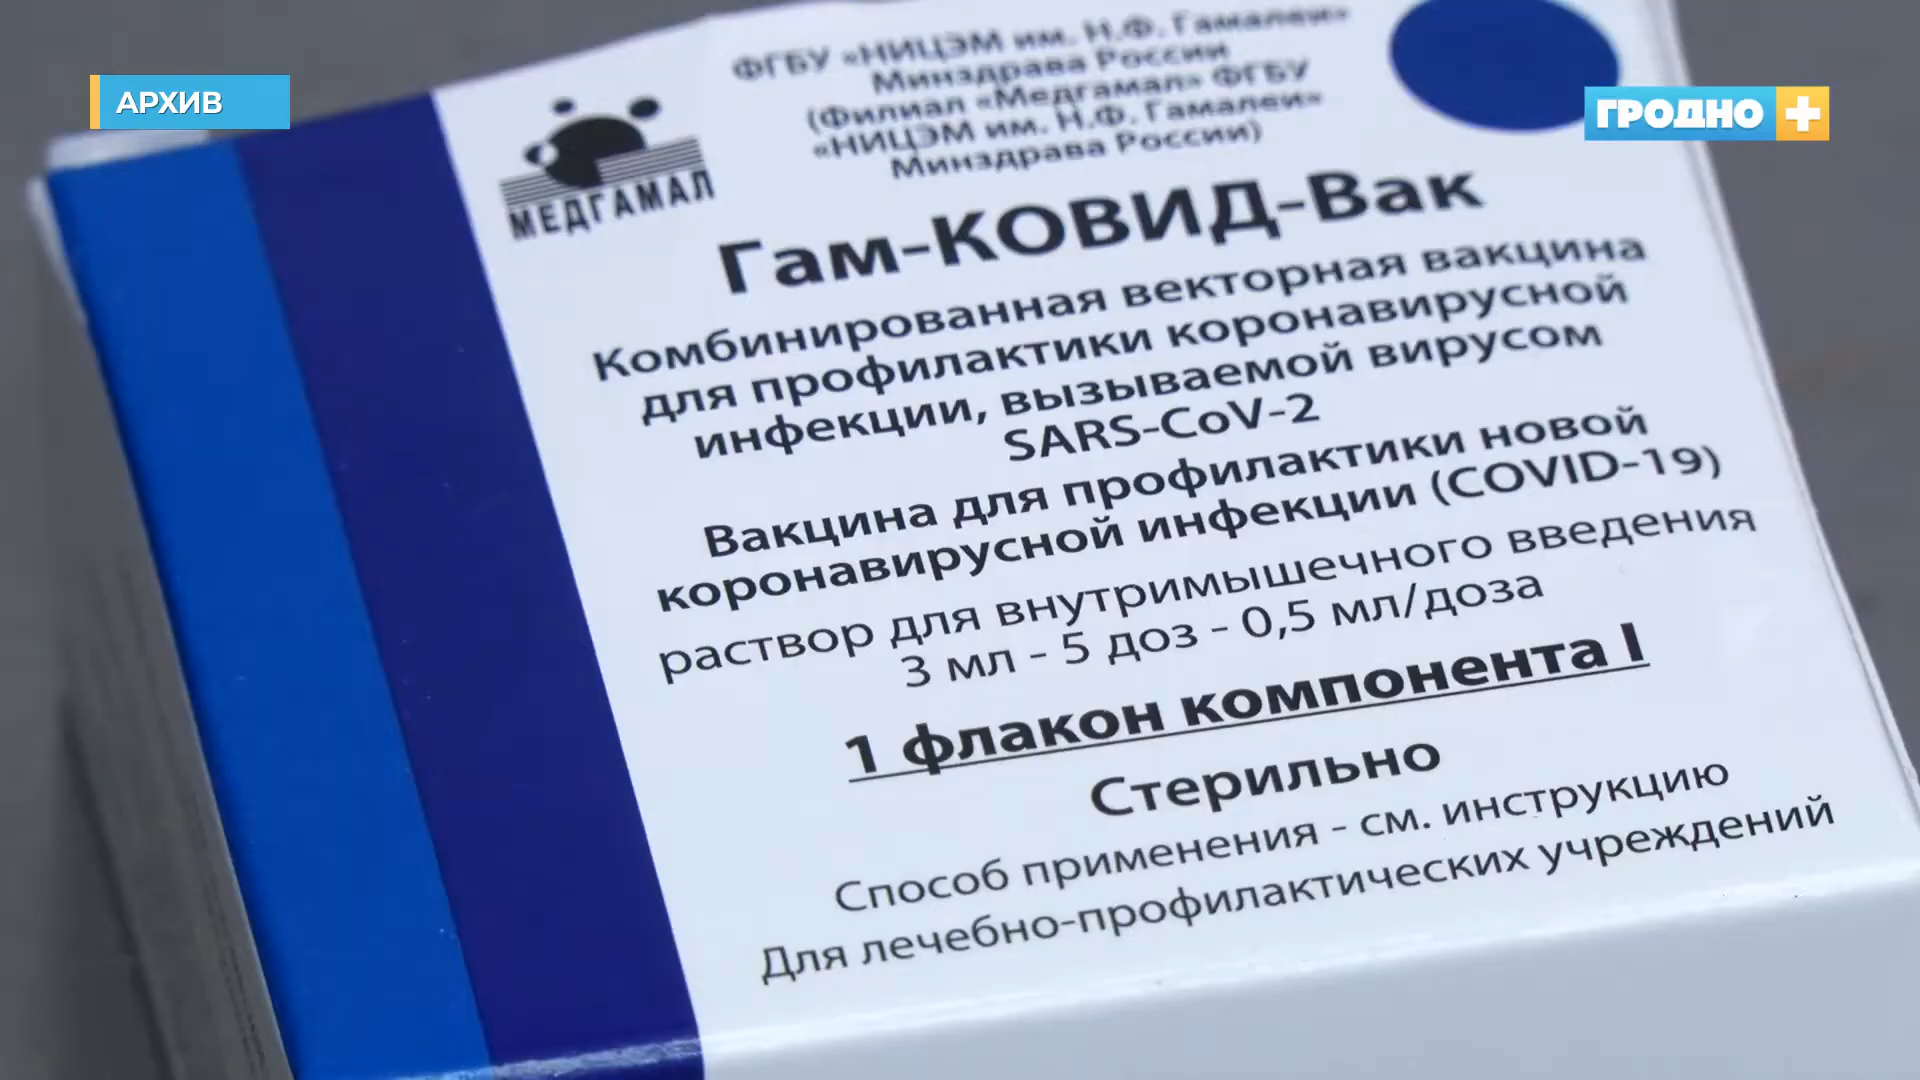 АРХИВ
ГРОДНО +
МЕДГАМАЛ
ФГБУ «НИЦЭМ им. Н.Ф. Гамалеи»
Минздрава России
(Филиал «Медгамал» ФГБУ
«НИЦЭМ им. Н.Ф. Гамалеи»
Минздрава России)
Гам-КОВИД-Вак
Комбинированная векторная вакцина
для профилактики коронавирусной
инфекции, вызываемой вирусом
SARS-CoV-2
Вакцина для профилактики новой
коронавирусной инфекции (COVID-19)
раствор для внутримышечного введения
3 мл - 5 доз - 0,5 мл/доза
1 флакон компонента I
Стерильно
Способ применения - см. инструкцию
Для лечебно-профилактических учреждений